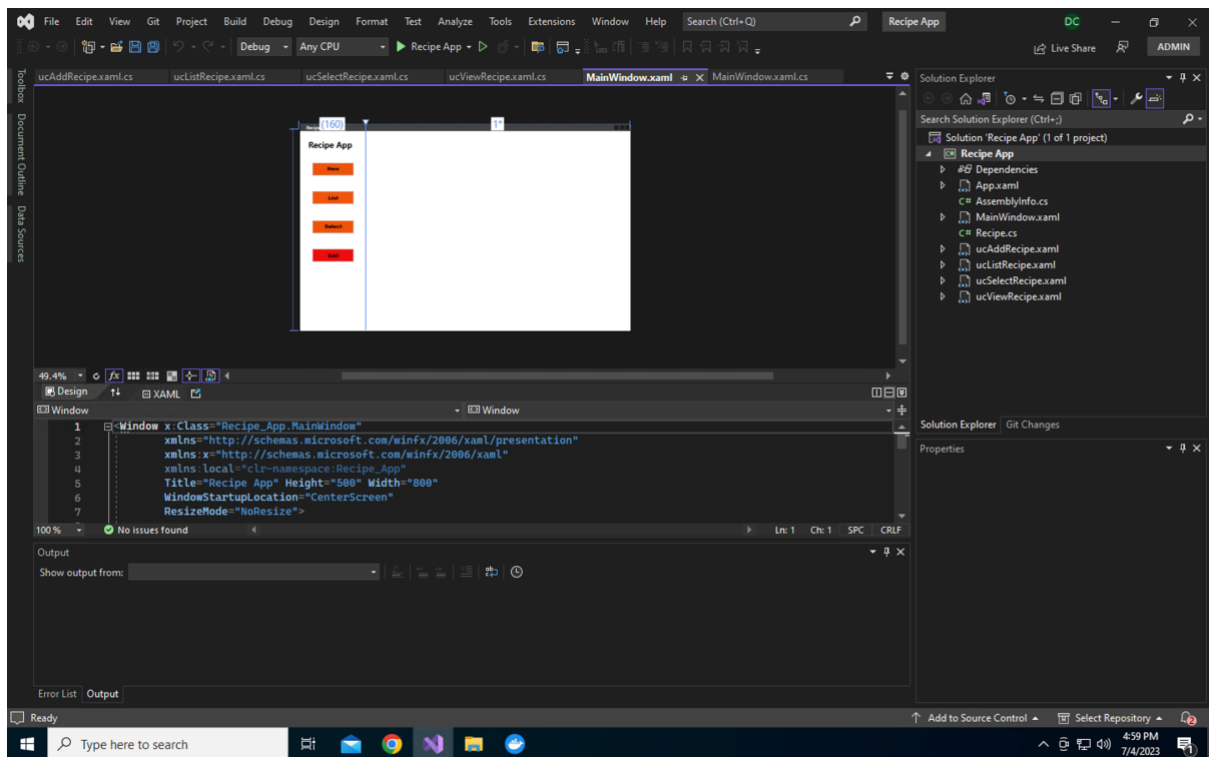 File Edit View Git Project Build Debug Design Format Test Analyze Tools Extensions Window Help Search (Ctrl+Q) Recipe App DC
Debug Any CPU Recipe App Live Share ADMIN
Toolbox
Document Outline
Data Sources
ucAddRecipe.xaml.cs ucListRecipe.xaml.cs ucSelectRecipe.xaml.cs ucViewRecipe.xaml.cs MainWindow.xaml MainWindow.xaml.cs
(160) 1*
Recipe App
New
List
Select
Exit
49.4%
Design XAML
Window Window
1 <Window x:Class="Recipe_App.MainWindow"
2 xmlns="http://schemas.microsoft.com/winfx/2006/xaml/presentation"
3 xmlns:x="http://schemas.microsoft.com/winfx/2006/xaml"
4 xmlns:local="clr-namespace:Recipe_App"
5 Title="Recipe App" Height="500" Width="800"
6 WindowStartupLocation="CenterScreen"
7 ResizeMode="NoResize">
100 % No issues found Ln: 1 Ch: 1 SPC CRLF
Output
Show output from:
Error List Output
Solution Explorer
Search Solution Explorer (Ctrl+;)
Solution 'Recipe App' (1 of 1 project)
Recipe App
Dependencies
App.xaml
C# AssemblyInfo.cs
MainWindow.xaml
C# Recipe.cs
ucAddRecipe.xaml
ucListRecipe.xaml
ucSelectRecipe.xaml
ucViewRecipe.xaml
Solution Explorer Git Changes
Properties
Ready Add to Source Control Select Repository 2
Type here to search 4:59 PM
7/4/2023 1